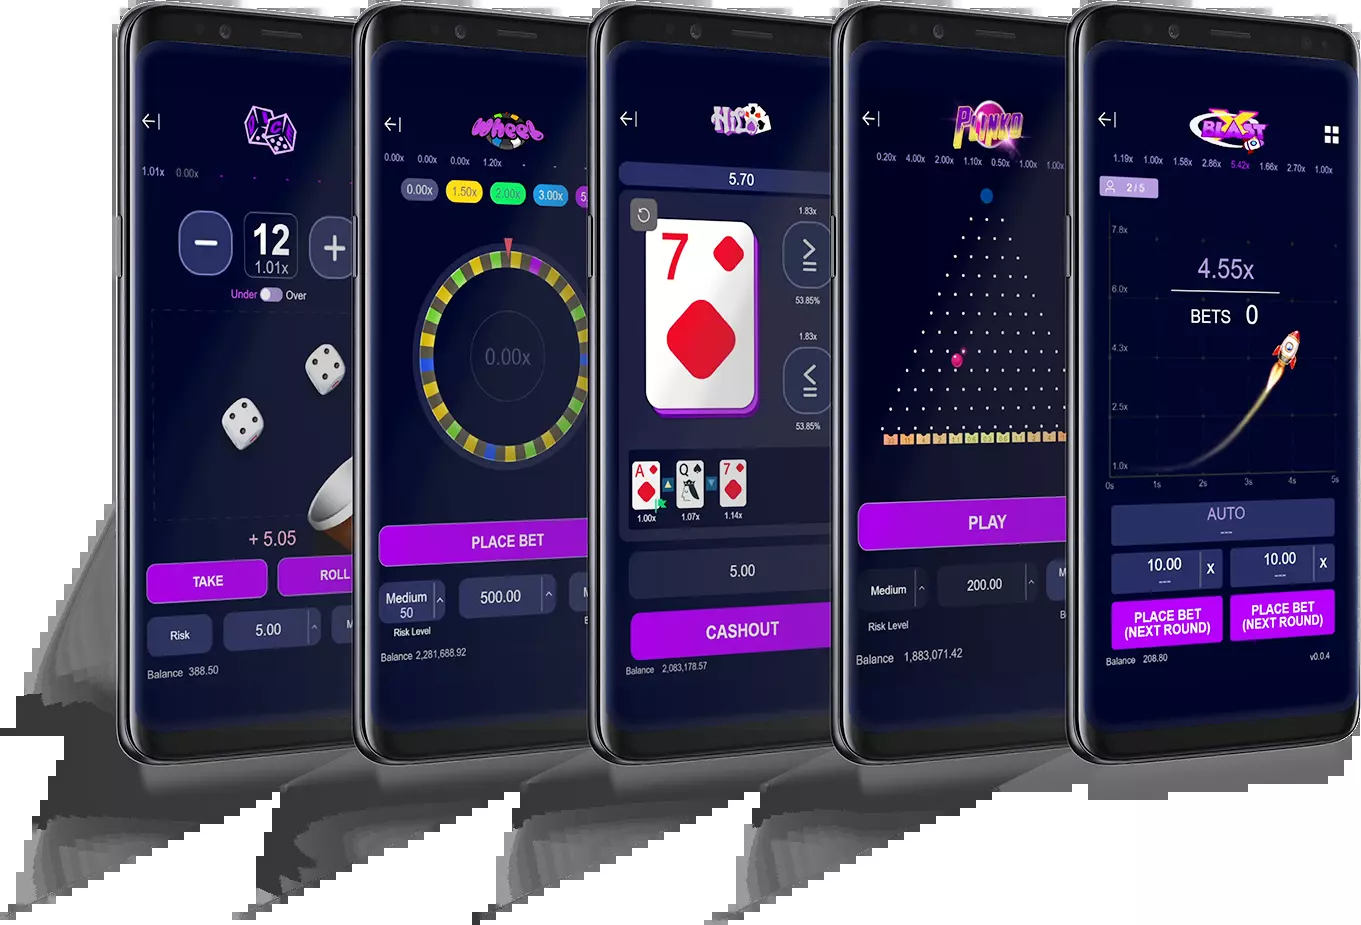 1.01x 0.00x
12
1.01x
Under Over
+ 5.05
TAKE ROLL
Risk 5.00 M
Balance 388.50
Wheel
0.00x 0.00x 0.00x 1.20x
0.00x 1.50x 2.00x 3.00x 5
0.00x
PLACE BET
Medium
50
500.00
Risk Level
Balance 2,281,688.92
HiLo
5.70
7
1.83x
53.85%
1.83x
53.85%
A Q 7
1.00x 1.07x 1.14x
5.00
CASHOUT
Balance 2,083,178.57
PLINKO
0.20x 4.00x 2.00x 1.10x 0.50x 1.00x 1.00x
PLAY
Medium 200.00 M
Risk Level
Balance 1,883,071.42
X
BLAST
1.19x 1.00x 1.58x 2.86x 5.42x 1.66x 2.70x 1.00x
2/5
7.8x
4.55x
6.0x
BETS 0
4.3x
2.5x
1.0x
0s 1s 2s 3s 4s 5s
AUTO
10.00 X 10.00 X
PLACE BET
(NEXT ROUND)
PLACE BET
(NEXT ROUND)
Balance 208.80 v0.0.4